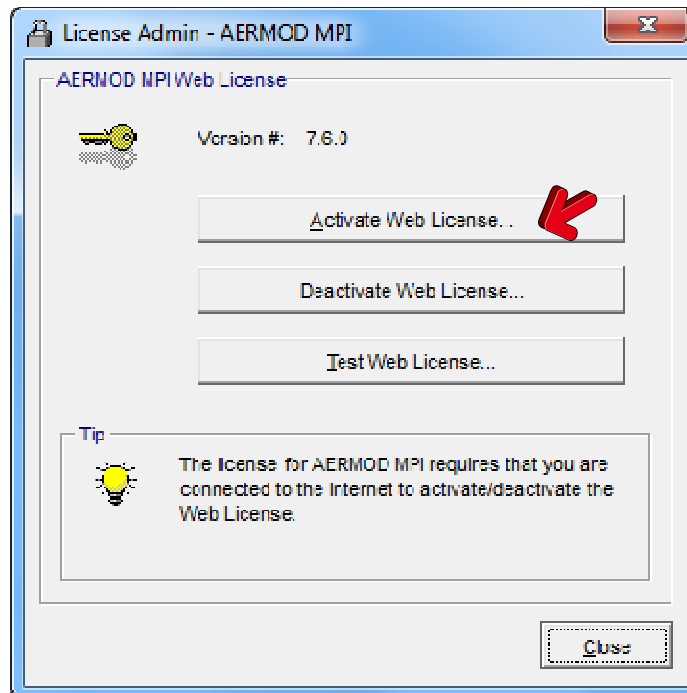 License Admin - AERMOD MPI
AERMOD MPI Web License
Version #: 7.6.0
Activate Web License...
Deactivate Web License...
Test Web License...
Tip
The license for AERMOD MPI requires that you are
connected to the Internet to activate/deactivate the
Web License.
Close